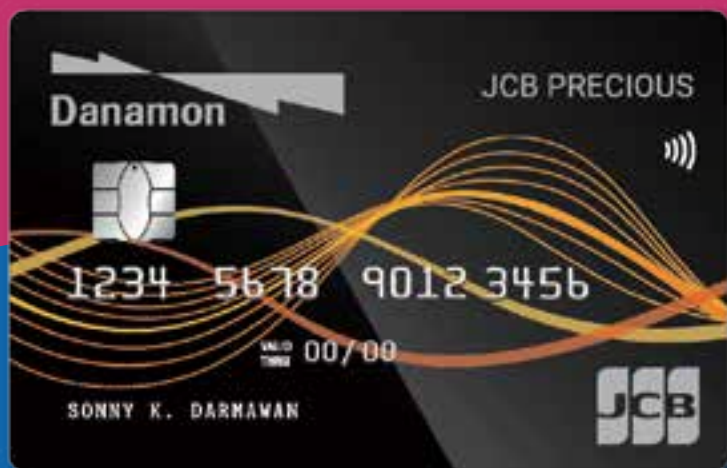 Danamon
JCB PRECIOUS
1234 5678 9012 3456
VALID THRU 00/00
SONNY K. DARMAWAN
JCB